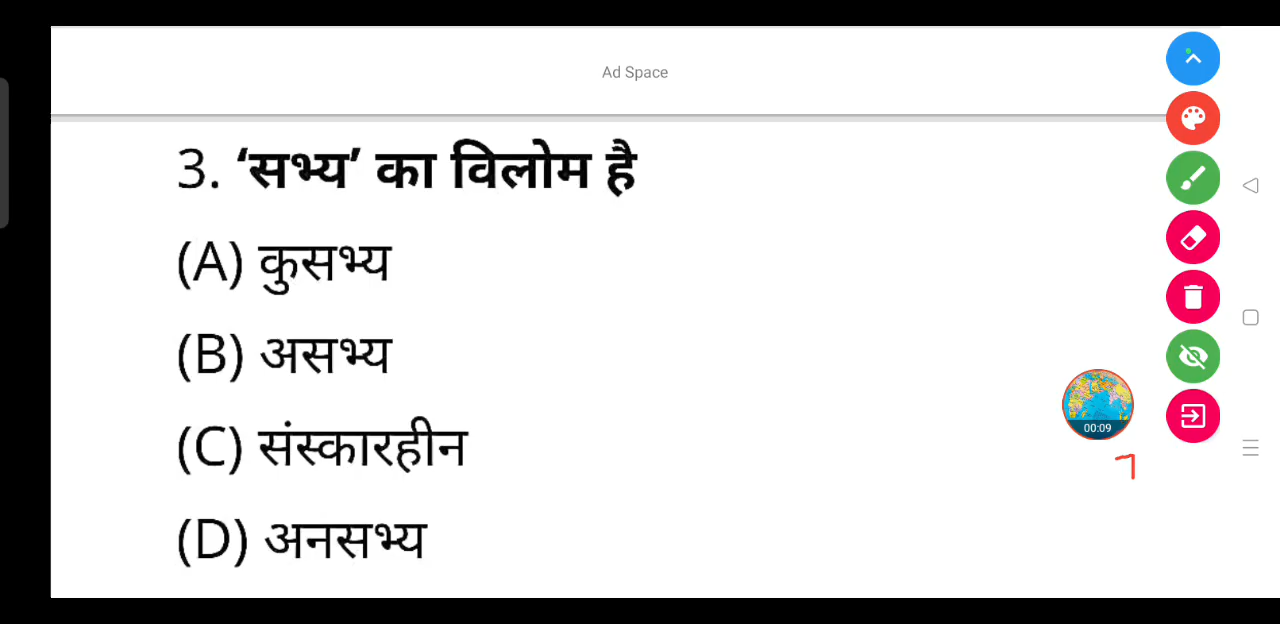 Ad Space
3. ‘सभ्य’ का विलोम है
(A) कुसभ्य
(B) असभ्य
(C) संस्कारहीन
00:09
(D) अनसभ्य